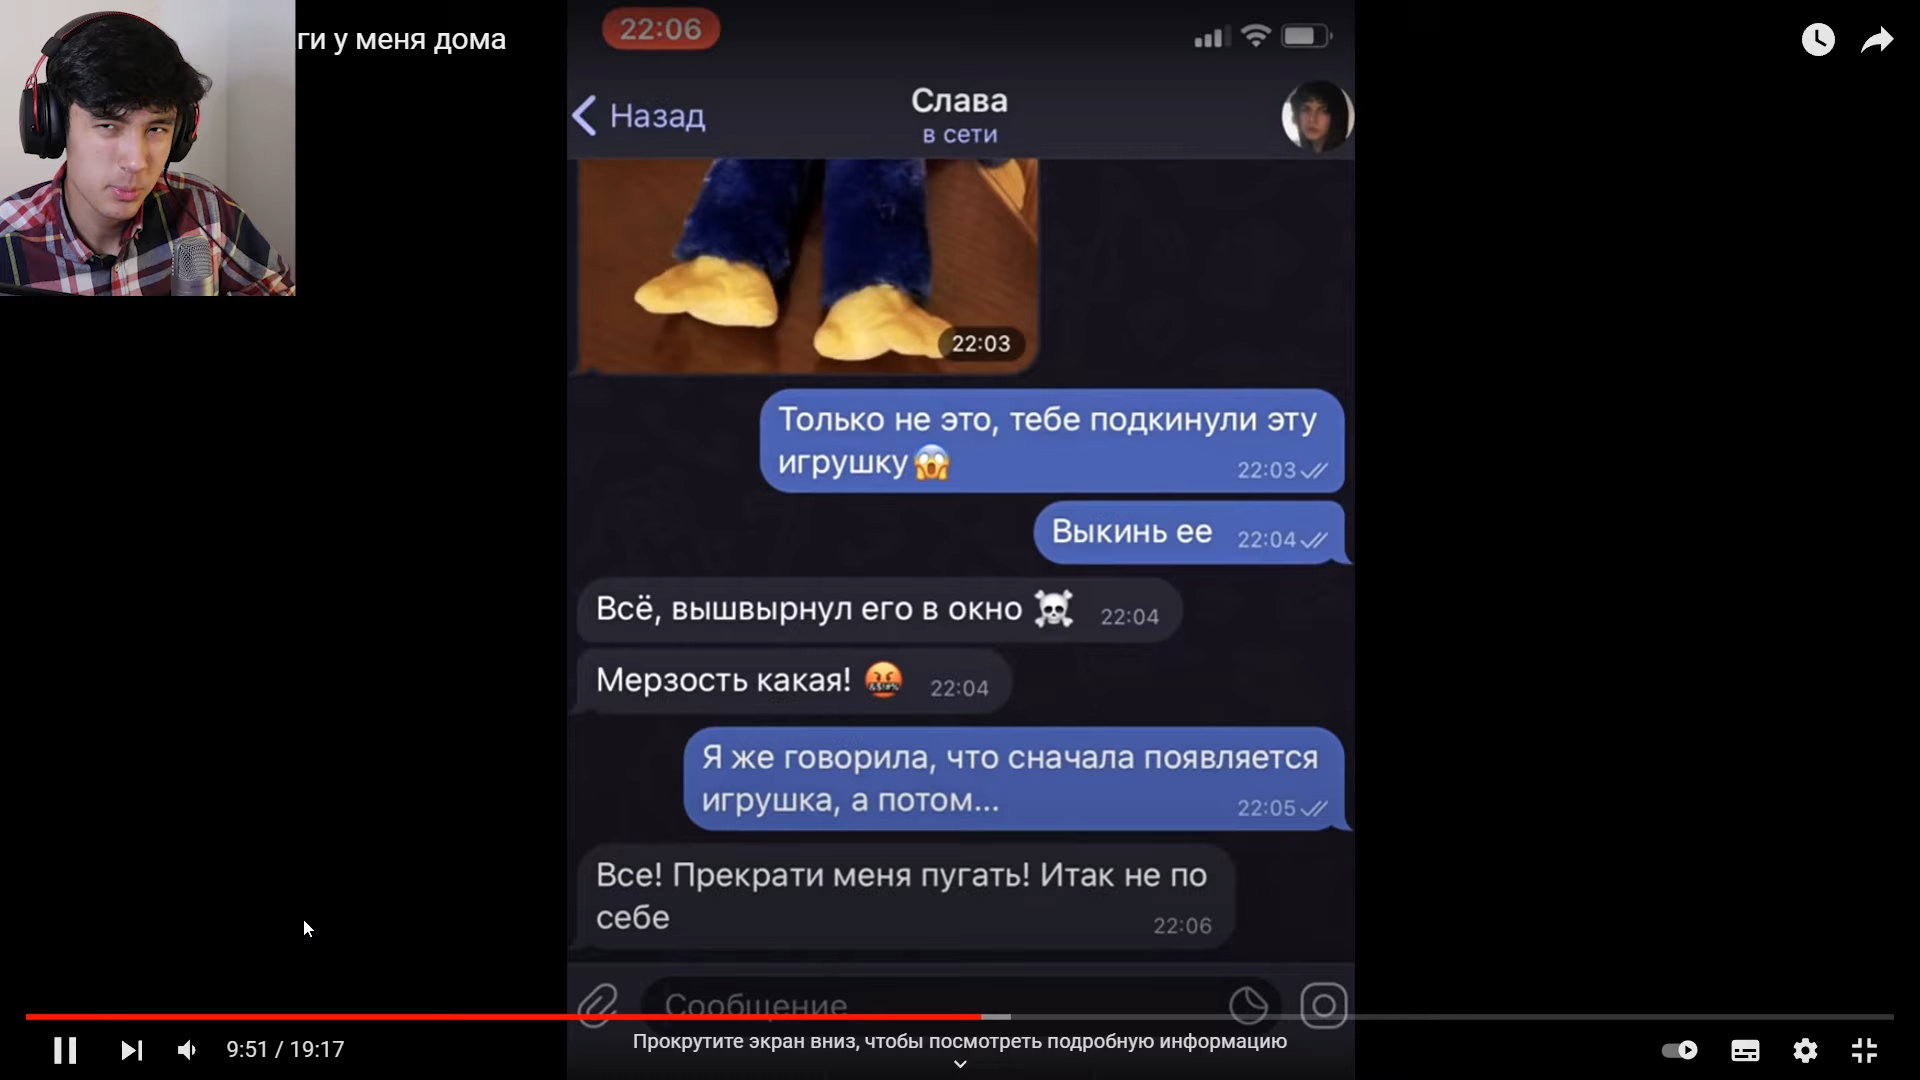 ги у меня дома
22:06
Назад
Слава
в сети
22:03
Только не это, тебе подкинули эту
игрушку😱 22:03
Выкинь ее 22:04
Всё, вышвырнул его в окно ☠️ 22:04
Мерзость какая! 🤬 22:04
Я же говорила, что сначала появляется
игрушка, а потом... 22:05
Все! Прекрати меня пугать! Итак не по
себе 22:06
Сообщение
Прокрутите экран вниз, чтобы посмотреть подробную информацию
9:51 / 19:17